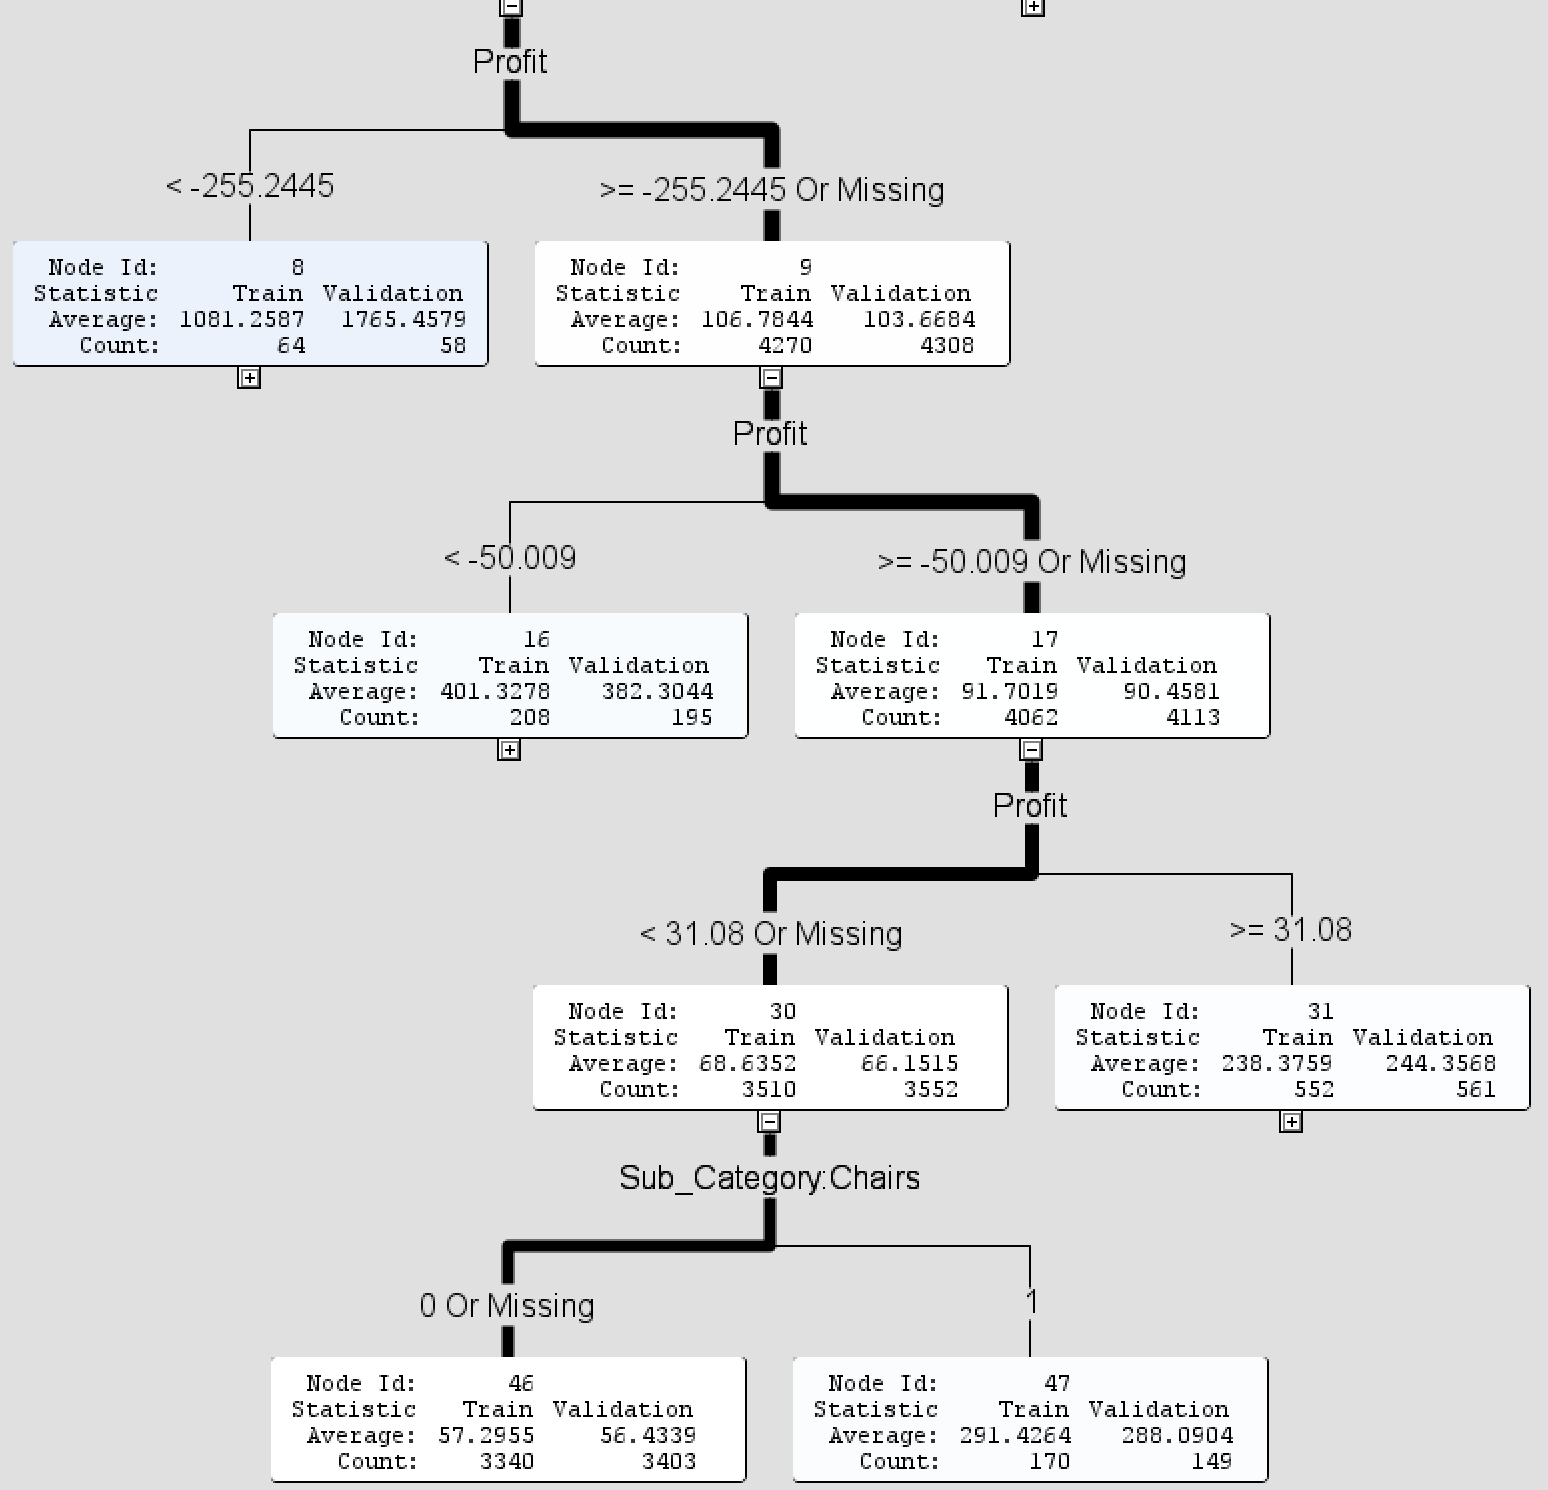 Profit
< -255.2445
>= -255.2445 Or Missing
Node Id: 8
Statistic Train Validation
Average: 1081.2587 1765.4579
Count: 64 58
Node Id: 9
Statistic Train Validation
Average: 106.7844 103.6684
Count: 4270 4308
Profit
< -50.009
>= -50.009 Or Missing
Node Id: 16
Statistic Train Validation
Average: 401.3278 382.3044
Count: 208 195
Node Id: 17
Statistic Train Validation
Average: 91.7019 90.4581
Count: 4062 4113
Profit
< 31.08 Or Missing
>= 31.08
Node Id: 30
Statistic Train Validation
Average: 68.6352 66.1515
Count: 3510 3552
Node Id: 31
Statistic Train Validation
Average: 238.3759 244.3568
Count: 552 561
Sub_Category:Chairs
0 Or Missing
1
Node Id: 46
Statistic Train Validation
Average: 57.2955 56.4339
Count: 3340 3403
Node Id: 47
Statistic Train Validation
Average: 291.4264 288.0904
Count: 170 149